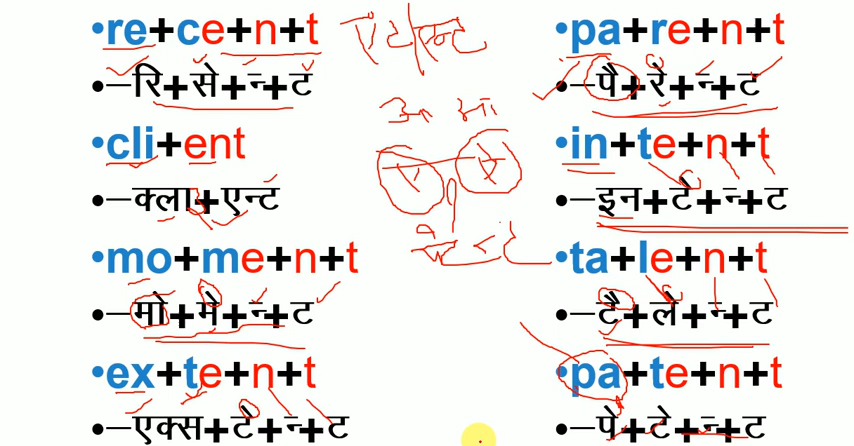 •re+ce+n+t
•–रि+से+न्+ट
•cli+ent
•–क्ला+एन्ट
•mo+me+n+t
•–मो+मे+न्+ट
•ex+te+n+t
•–एक्स+टे+न्+ट
•pa+re+n+t
•–पै+रे+न्+ट
•in+te+n+t
•–इन+टे+न्+ट
•ta+le+n+t
•–टै+ले+न्+ट
•pa+te+n+t
•–पे+टे+न्+ट